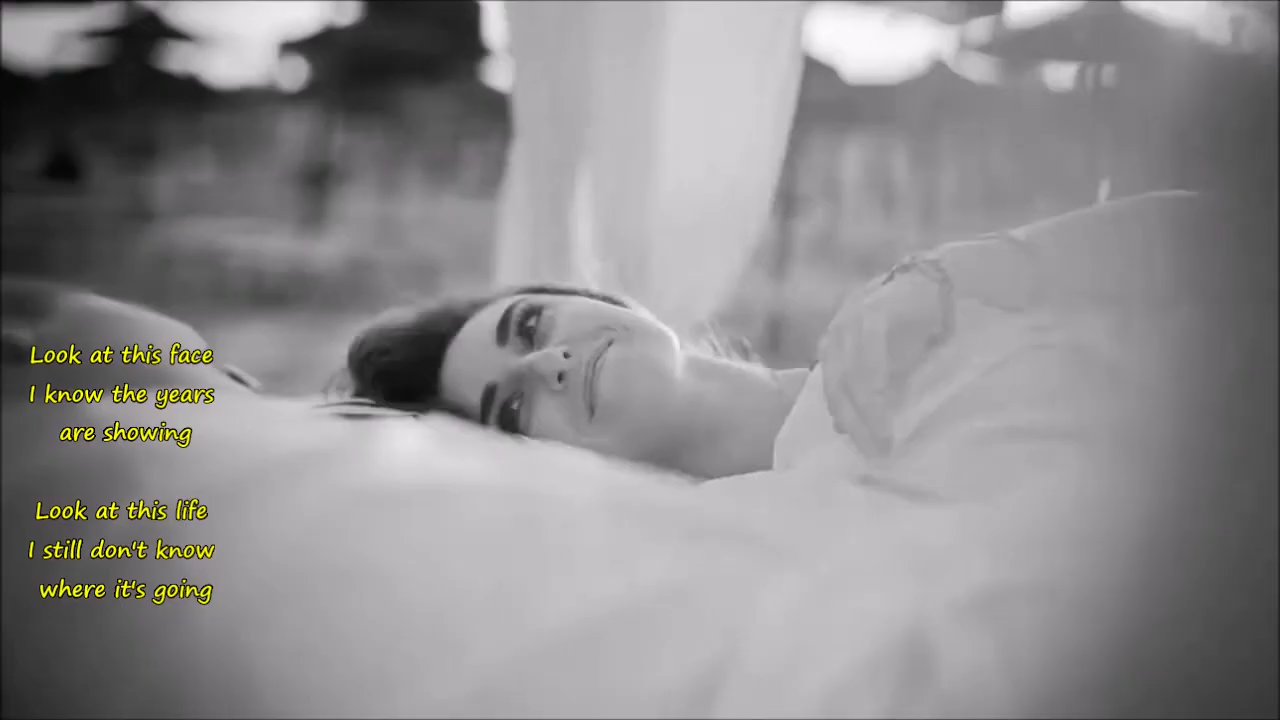 Look at this face
I know the years
are showing
Look at this life
I still don't know
where it's going